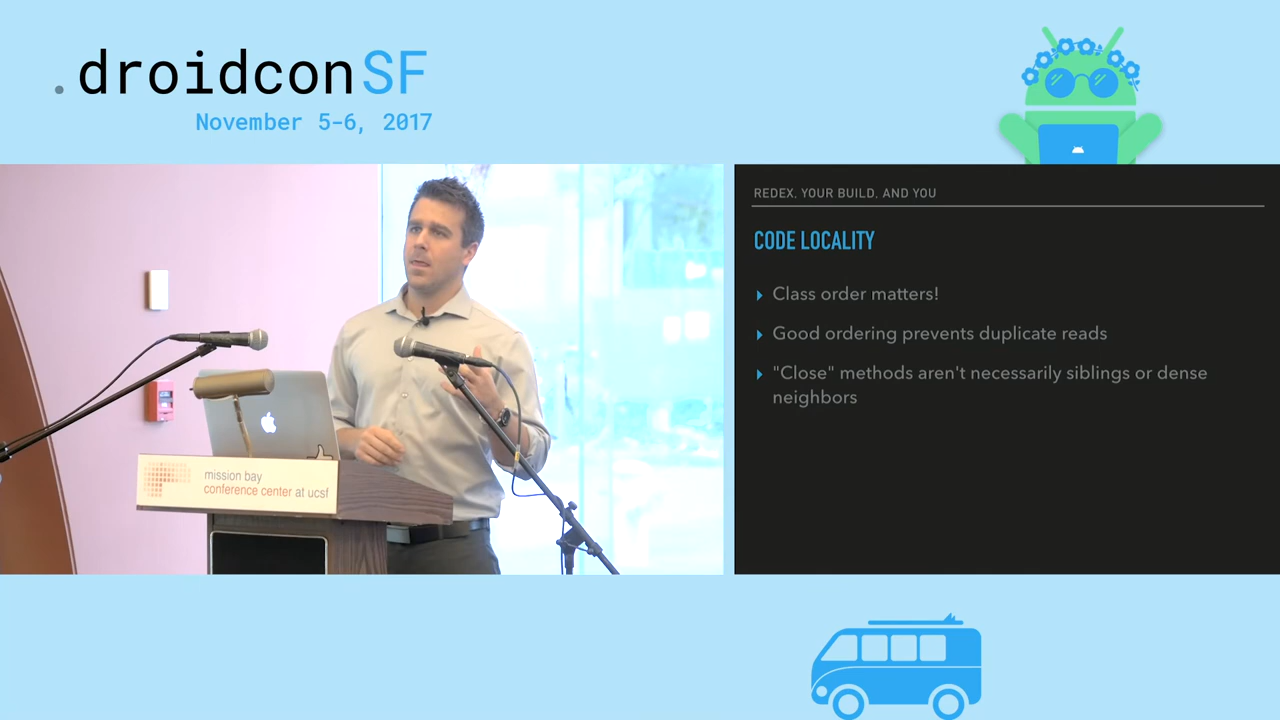 .droidconSF
November 5-6, 2017
REDEX, YOUR BUILD, AND YOU
CODE LOCALITY
Class order matters!
Good ordering prevents duplicate reads
"Close" methods aren't necessarily siblings or dense
neighbors
mission bay
conference center at ucsf